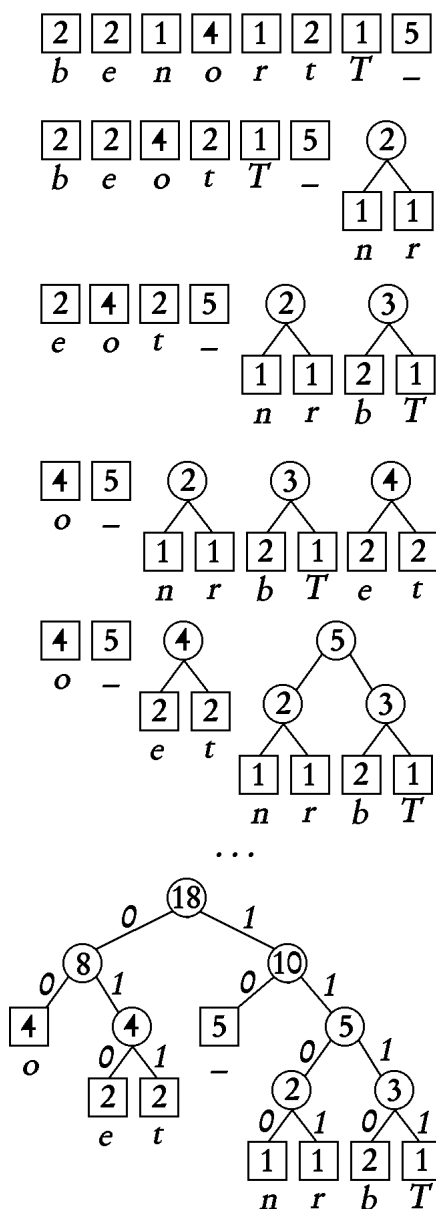 2 2 1 4 1 2 1 5
b e n o r t T _
2 2 4 2 1 5 2
b e o t T _ 1 1
n r
2 4 2 5 2 3
e o t _ 1 1 2 1
n r b T
4 5 2 3 4
o _ 1 1 2 1 2 2
n r b T e t
4 5 4 5
o _ 2 2 2 3
e t 1 1 2 1
n r b T
...
18
0 1
8 10
0 1 0 1
4 4 5 5
o 0 1 _ 0 1
2 2 2 3
e t 0 1 0 1
1 1 2 1
n r b T